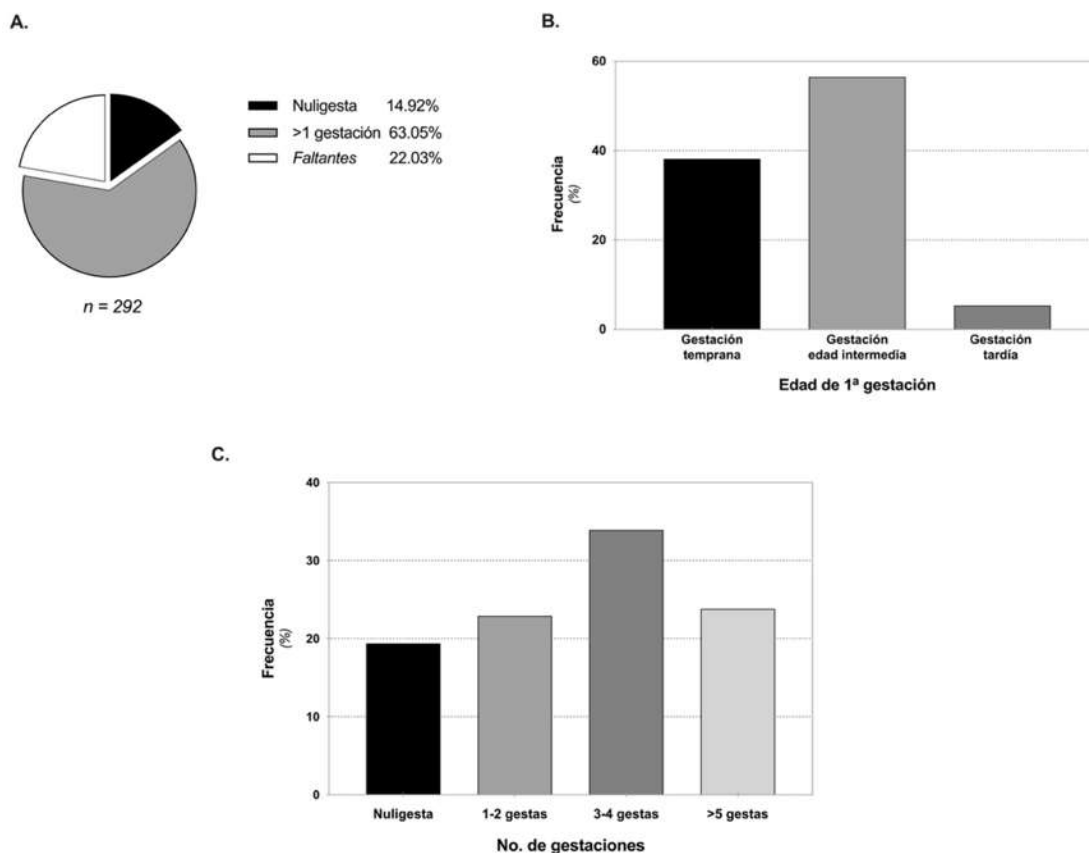 A.
Nuligesta 14.92%
>1 gestación 63.05%
Faltantes 22.03%
n = 292
B.
60
40
20
0
Frecuencia
(%)
Gestación
temprana
Gestación
edad intermedia
Gestación
tardía
Edad de 1ª gestación
C.
40
30
20
10
0
Frecuencia
(%)
Nuligesta
1-2 gestas
3-4 gestas
>5 gestas
No. de gestaciones